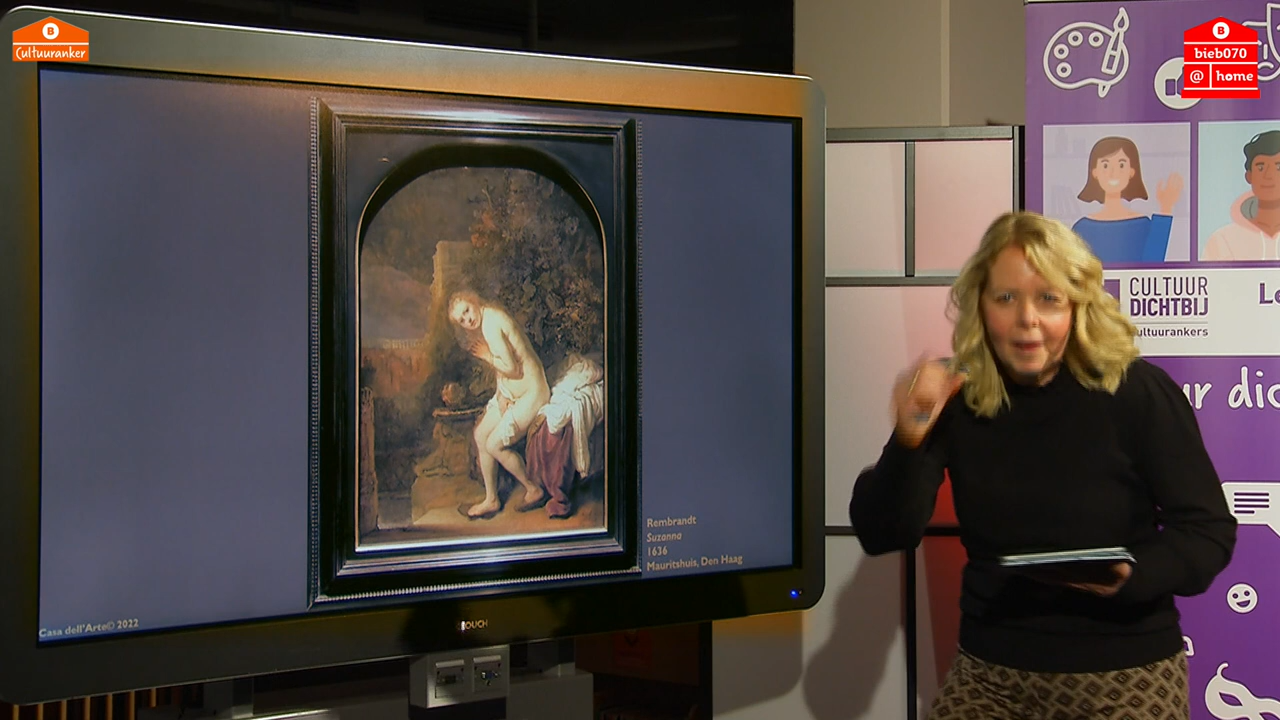 B
Cultuuranker
B
bieb070
@ home
CULTUUR
DICHTBIJ
ultuurankers
Le
ur dic
Rembrandt
Suzanna
1636
Mauritshuis, Den Haag
Casa dell'Arte© 2022